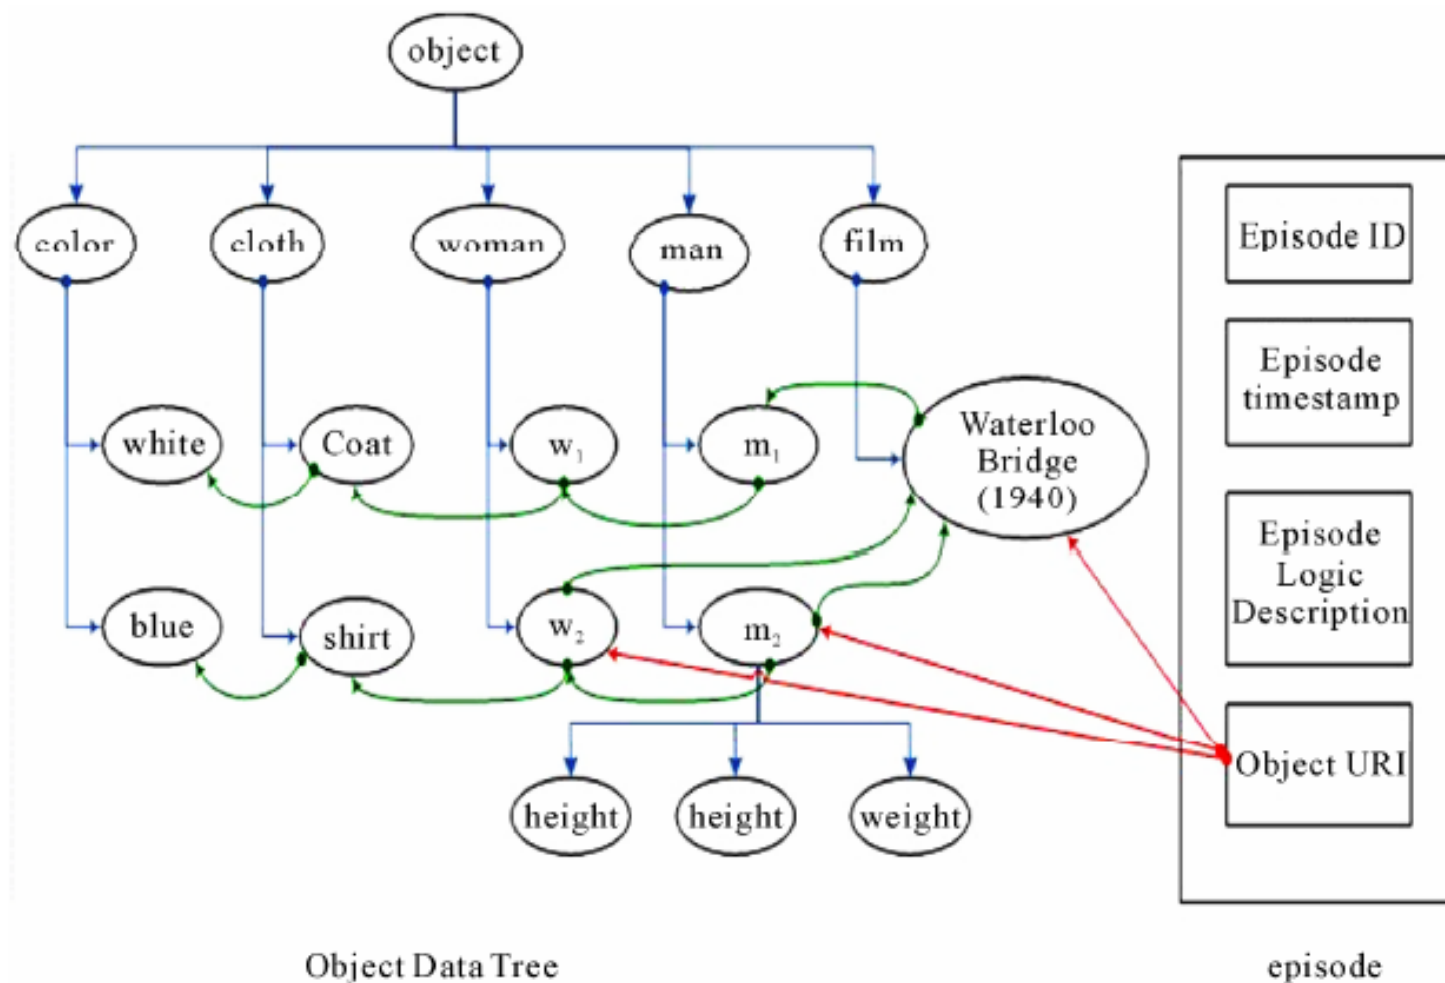 object
color
cloth
woman
man
film
Episode ID
Episode
timestamp
white
Coat
w₁
m₁
Waterloo
Bridge
(1940)
Episode
Logic
Description
blue
shirt
w₂
m₂
Object URI
height
height
weight
Object Data Tree
episode